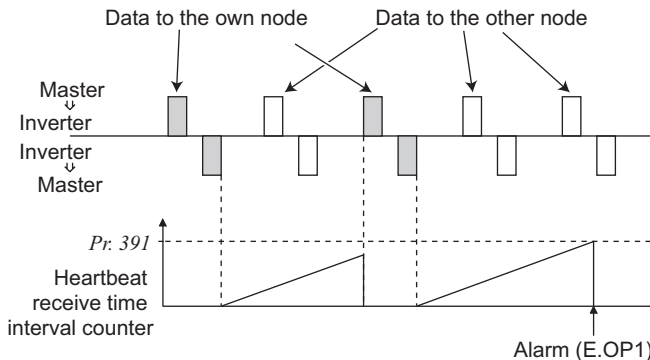 Data to the own node
Data to the other node
Master
⇓
Inverter
Inverter
⇓
Master
Pr. 391
Heartbeat
receive time
interval counter
Alarm (E.OP1)